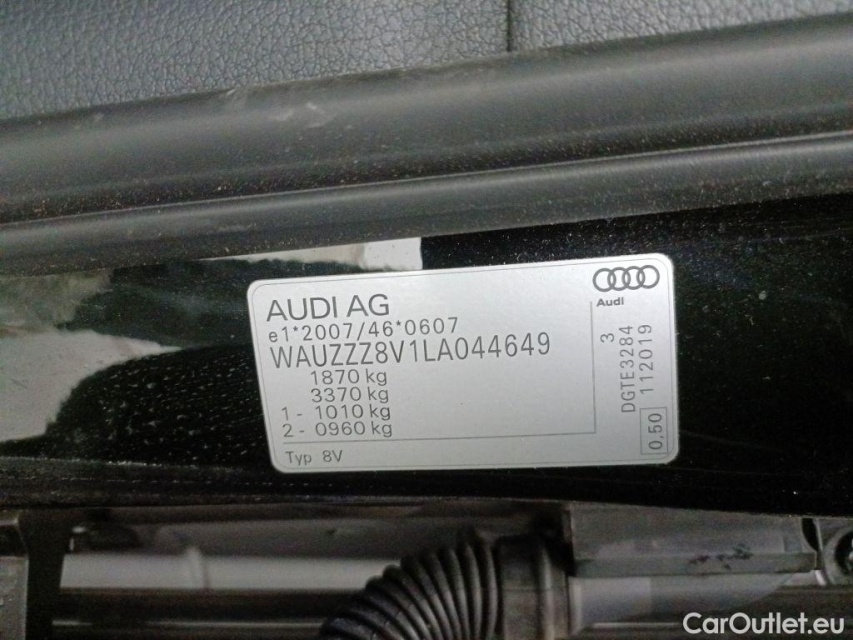 AUDI AG
e1*2007/46*0607
WAUZZZ8V1LA044649
1870 kg
3370 kg
1 - 1010 kg
2 - 0960 kg
Typ 8V
Audi
3
DGTE3284
112019
0,50
CarOutlet.eu